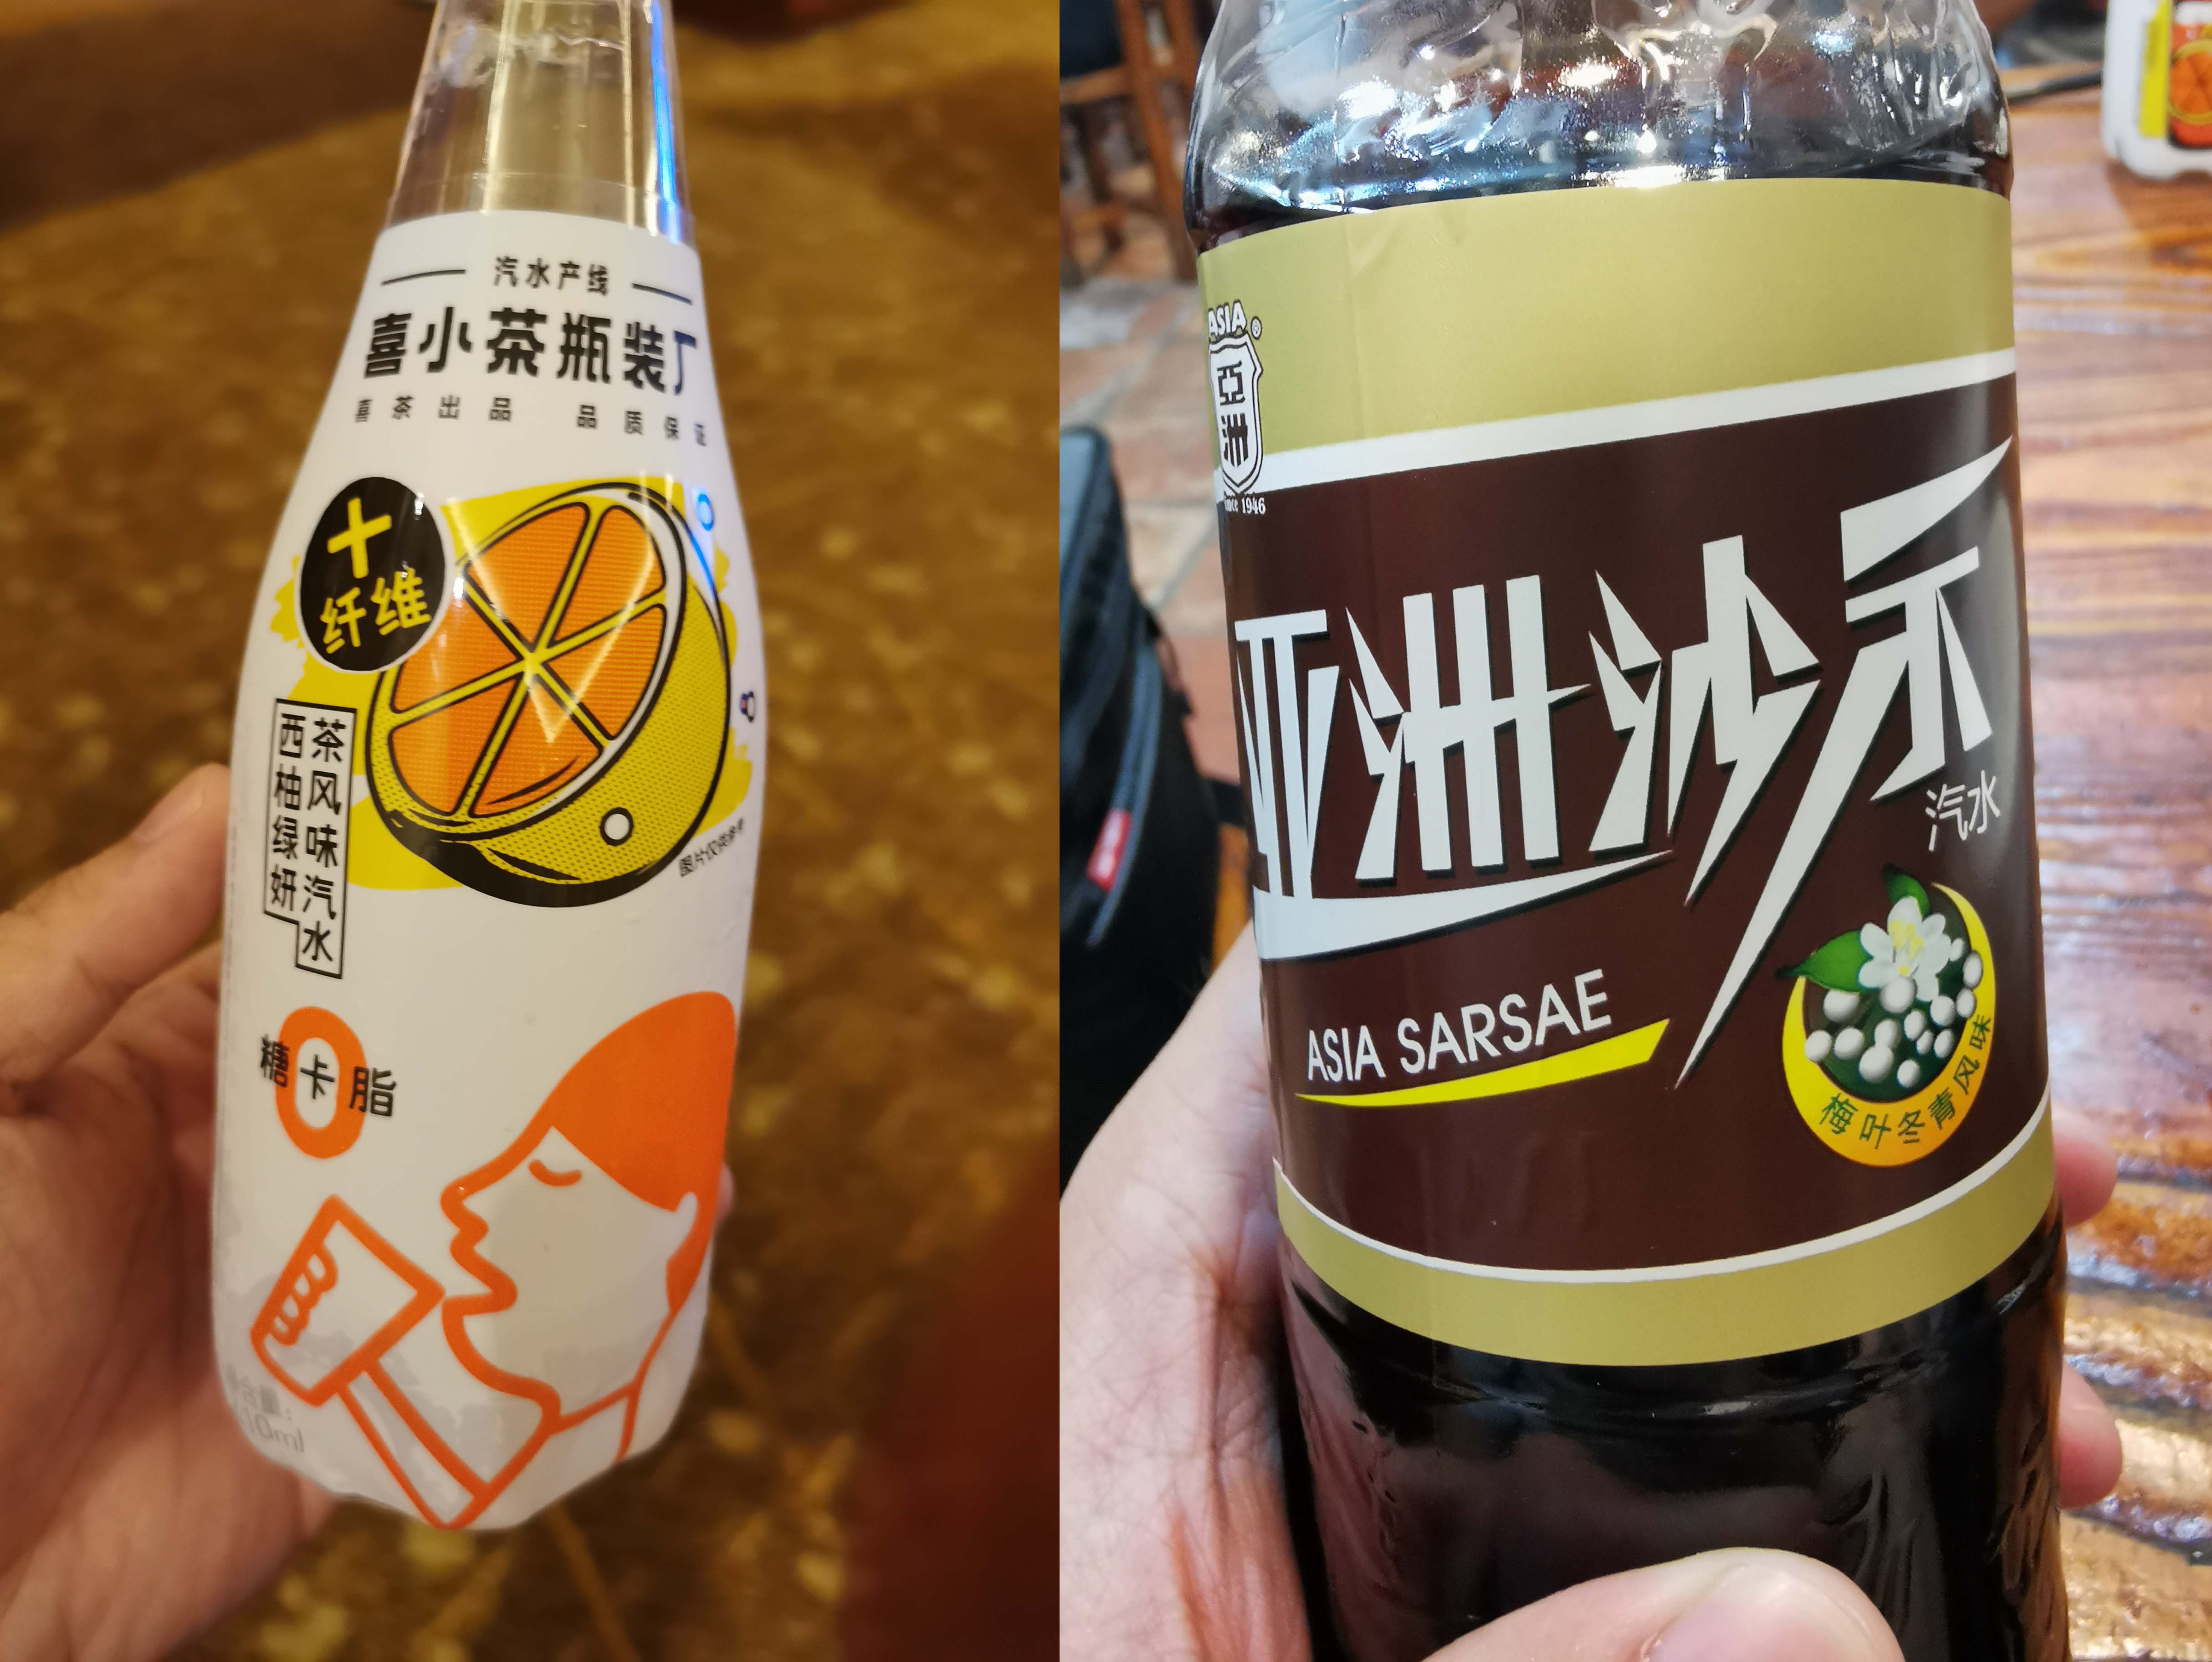 汽水产线
喜小茶瓶装厂
喜茶出品 品质保证
+
纤维
茶风味汽水
西柚绿妍
图片仅供参考
0
糖卡脂
ASIA®
亞洲
1946
亚洲沙示
汽水
ASIA SARSAE
梅叶冬青风味